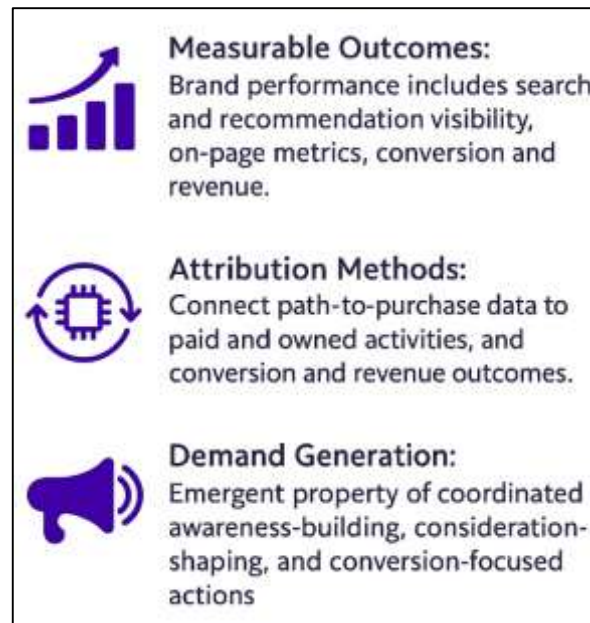 Measurable Outcomes:
Brand performance includes search
and recommendation visibility,
on-page metrics, conversion and
revenue.
Attribution Methods:
Connect path-to-purchase data to
paid and owned activities, and
conversion and revenue outcomes.
Demand Generation:
Emergent property of coordinated
awareness-building, consideration-
shaping, and conversion-focused
actions